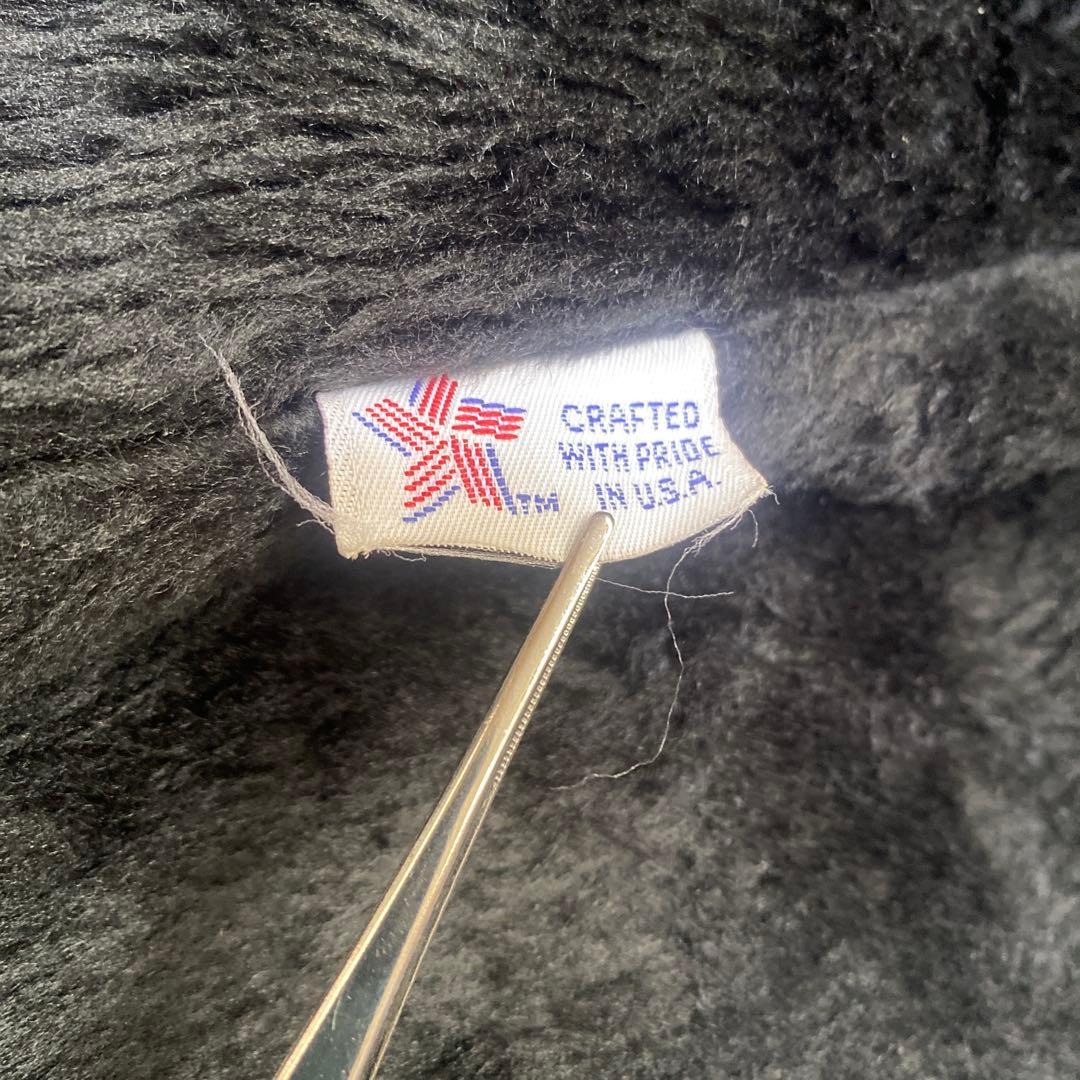 TM
CRAFTED
WITH PRIDE
IN U.S.A.